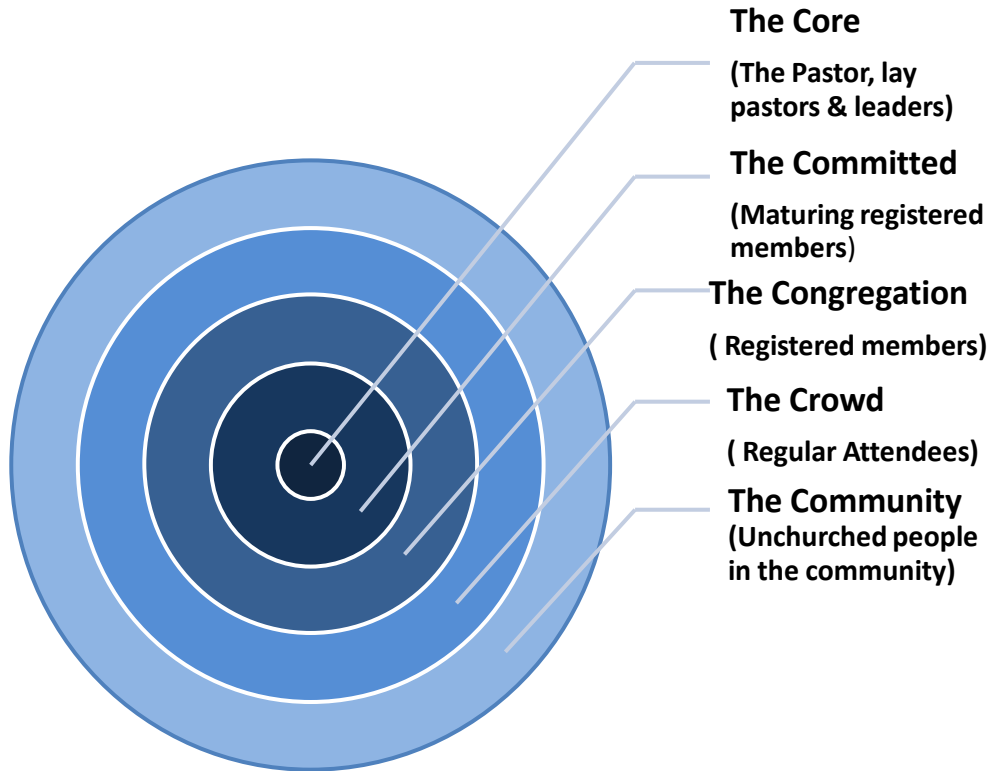 The Core
(The Pastor, lay
pastors & leaders)
The Committed
(Maturing registered
members)
The Congregation
( Registered members)
The Crowd
( Regular Attendees)
The Community
(Unchurched people
in the community)